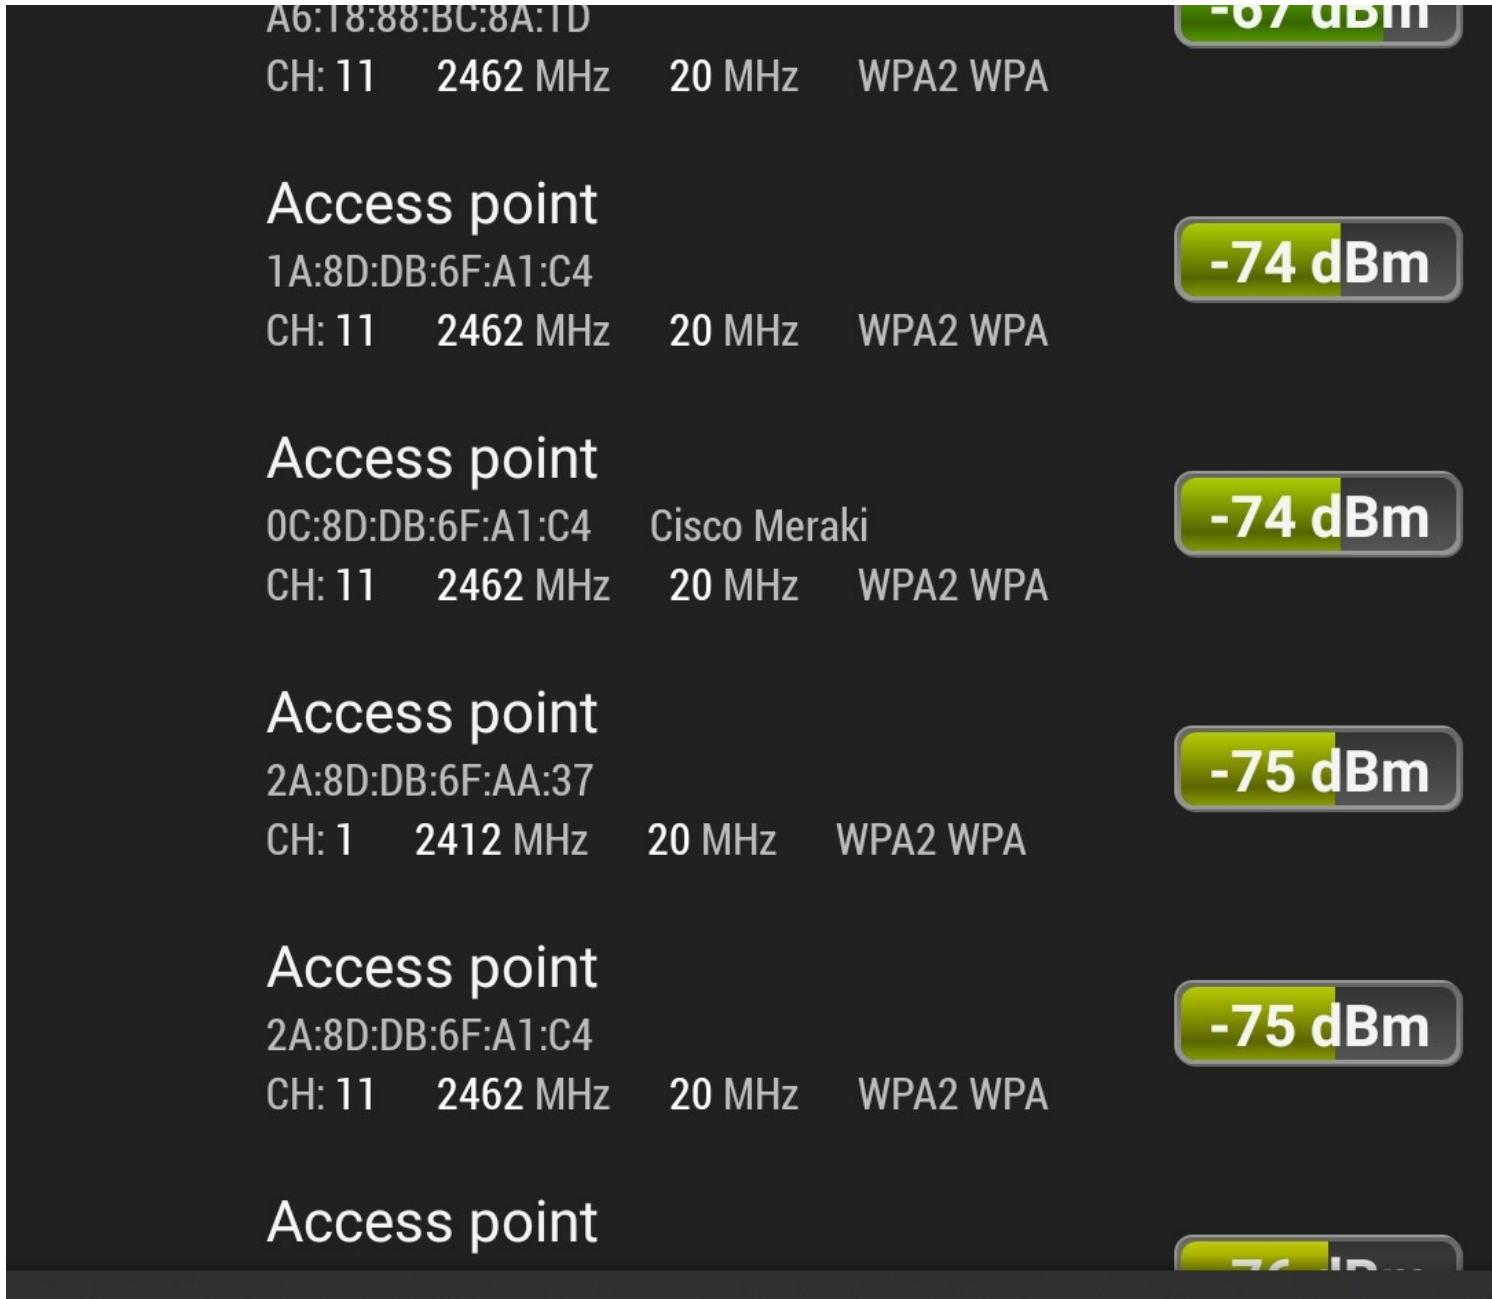 A6:18:88:BC:8A:1D
-67 dBm
CH: 11 2462 MHz 20 MHz WPA2 WPA
Access point
1A:8D:DB:6F:A1:C4
-74 dBm
CH: 11 2462 MHz 20 MHz WPA2 WPA
Access point
0C:8D:DB:6F:A1:C4 Cisco Meraki
-74 dBm
CH: 11 2462 MHz 20 MHz WPA2 WPA
Access point
2A:8D:DB:6F:AA:37
-75 dBm
CH: 1 2412 MHz 20 MHz WPA2 WPA
Access point
2A:8D:DB:6F:A1:C4
-75 dBm
CH: 11 2462 MHz 20 MHz WPA2 WPA
Access point
-76 dBm